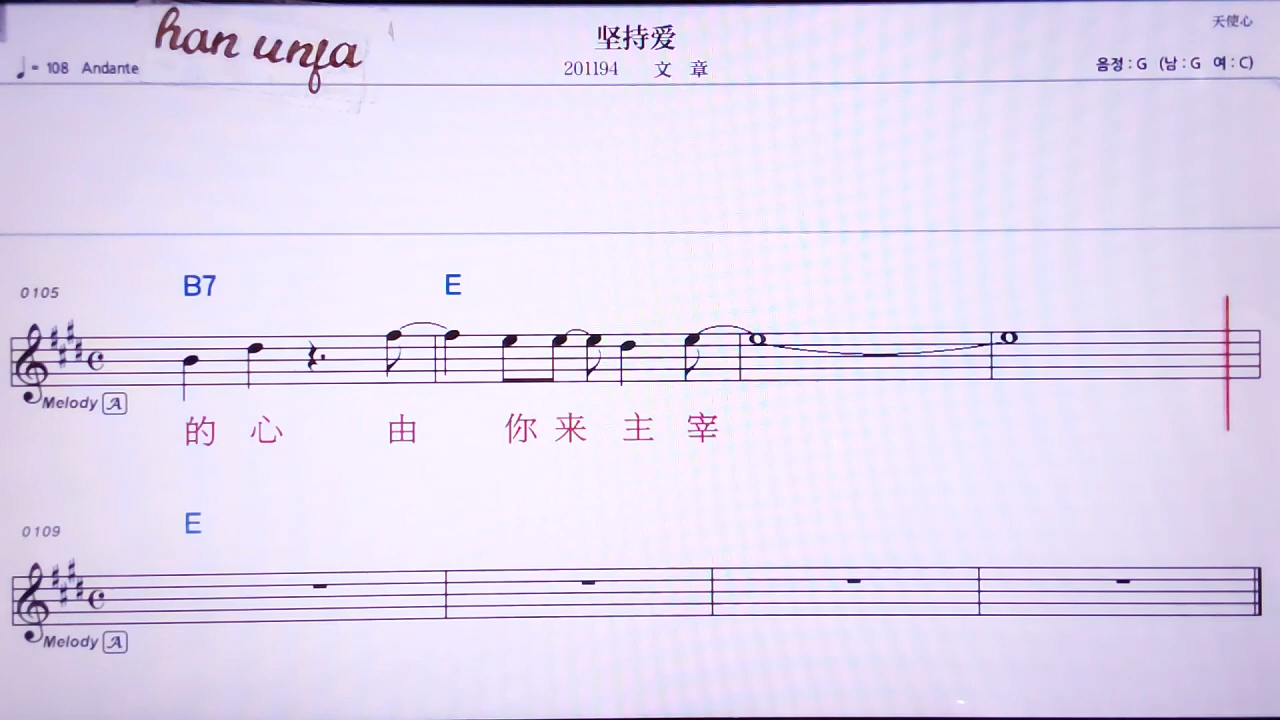 han unfa
坚持爱
天使心
♩= 108 Andante
201194 文 章
음정 : G (남 : G 여 : C)
0105
B7 E
Melody A
的 心 由 你 来 主 宰
0109
E
Melody A